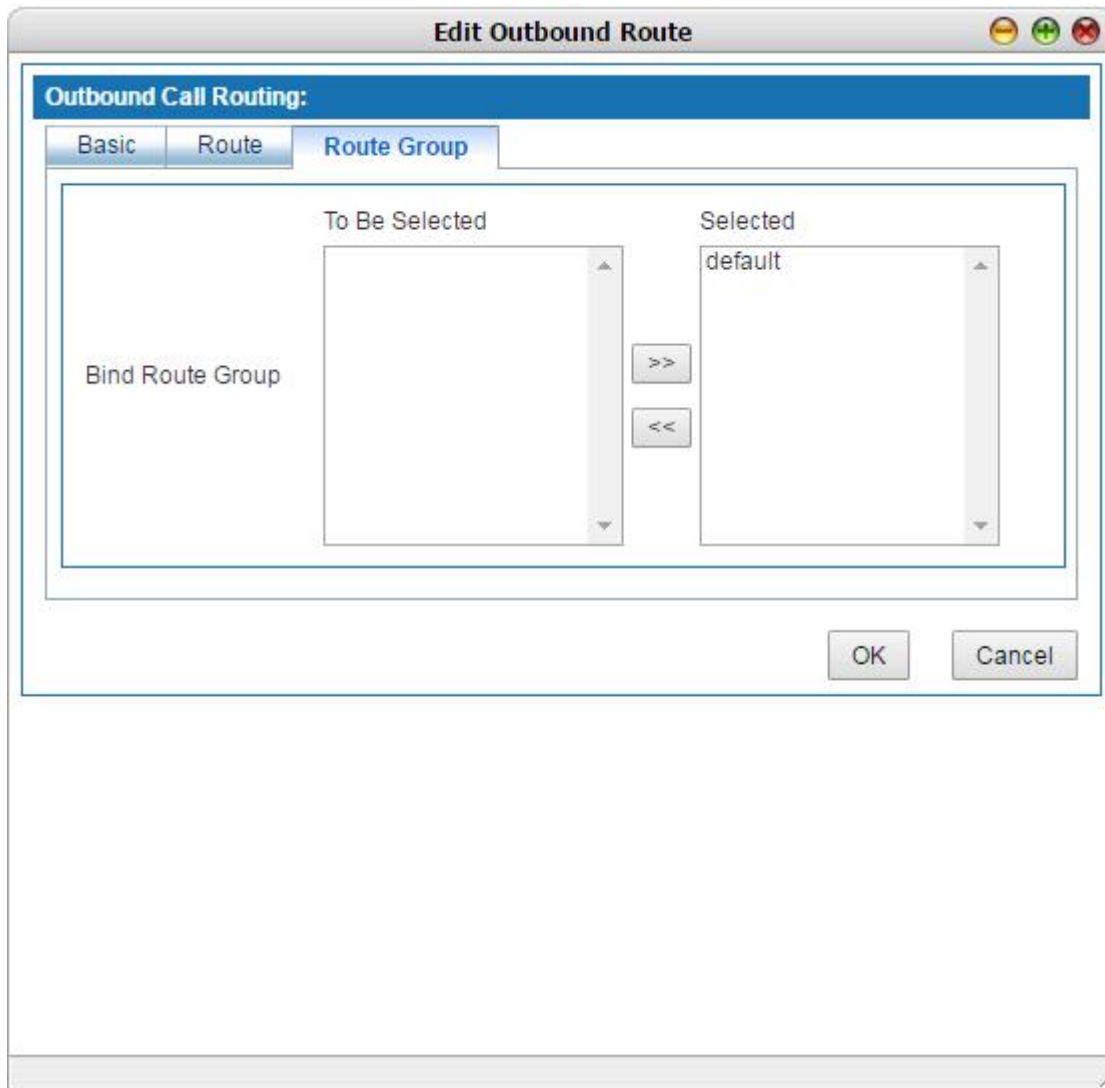 Edit Outbound Route
Outbound Call Routing:
Basic Route Route Group
To Be Selected Selected
default
Bind Route Group
>>
<<
OK Cancel